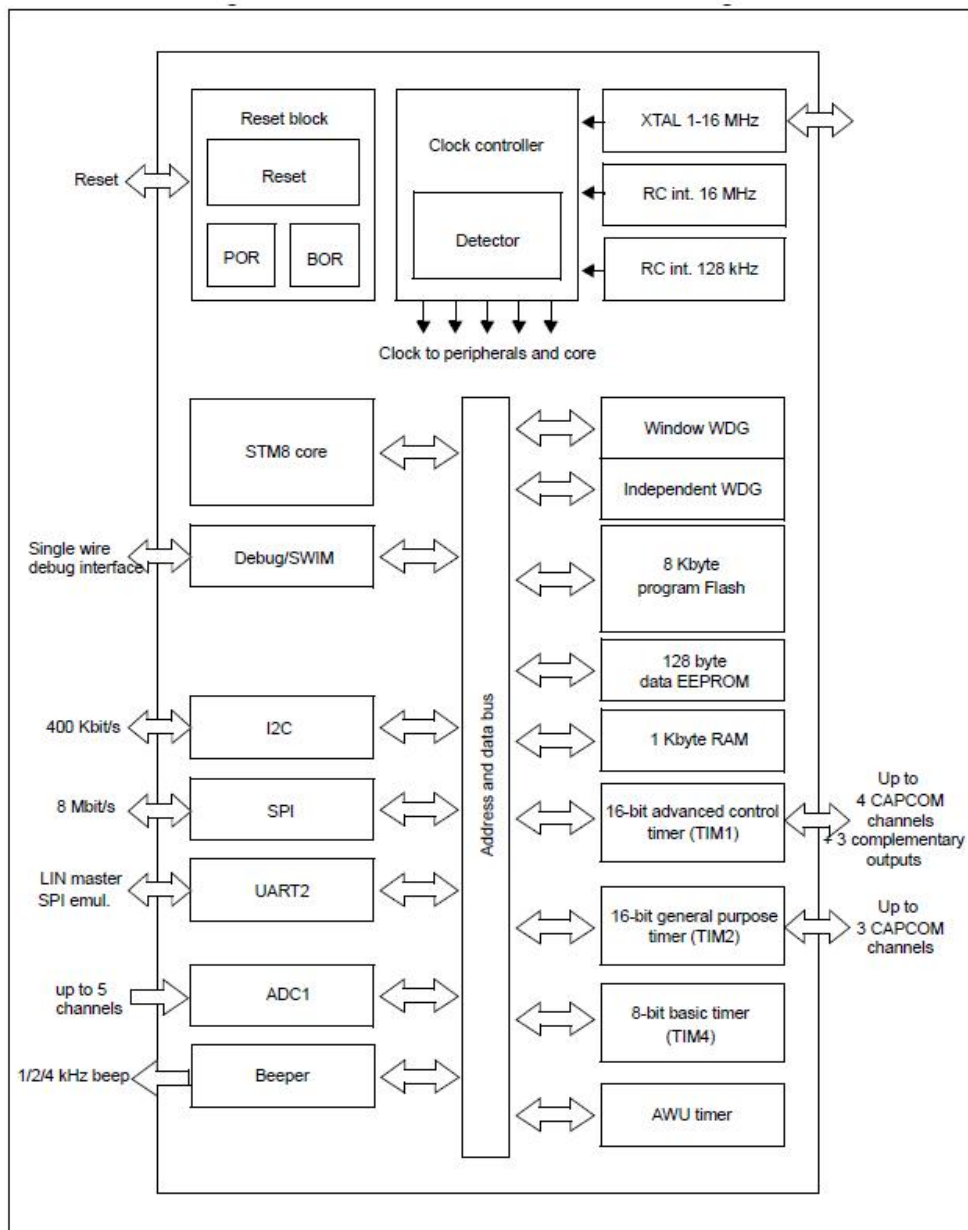 Reset block
Reset
POR
BOR
Reset
Clock controller
Detector
XTAL 1-16 MHz
RC int. 16 MHz
RC int. 128 kHz
Clock to peripherals and core
STM8 core
Single wire
debug interface
Debug/SWIM
400 Kbit/s
I2C
8 Mbit/s
SPI
LIN master
SPI emul.
UART2
up to 5
channels
ADC1
1/2/4 kHz beep
Beeper
Address and data bus
Window WDG
Independent WDG
8 Kbyte
program Flash
128 byte
data EEPROM
1 Kbyte RAM
16-bit advanced control
timer (TIM1)
Up to
4 CAPCOM
channels
+ 3 complementary
outputs
16-bit general purpose
timer (TIM2)
Up to
3 CAPCOM
channels
8-bit basic timer
(TIM4)
AWU timer